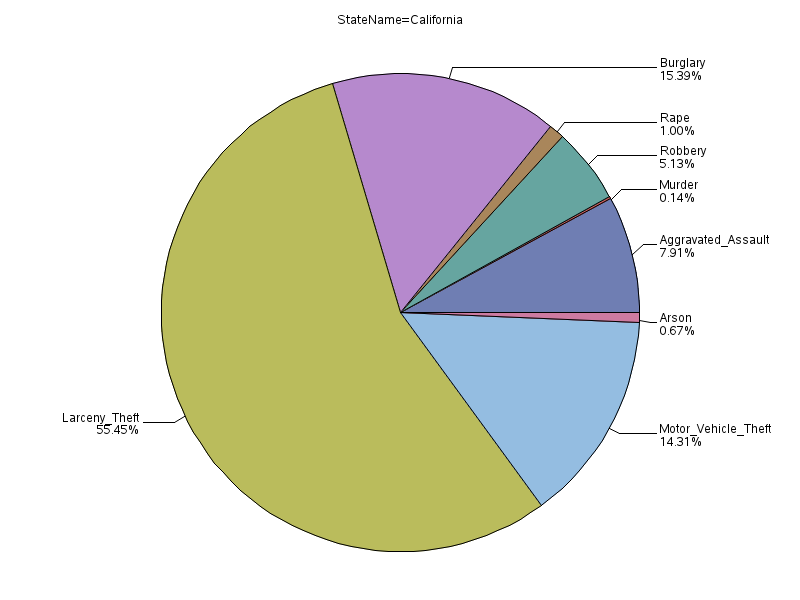 StateName=California
Burglary
15.39%
Rape
1.00%
Robbery
5.13%
Murder
0.14%
Aggravated_Assault
7.91%
Arson
0.67%
Larceny_Theft
55.45%
Motor_Vehicle_Theft
14.31%